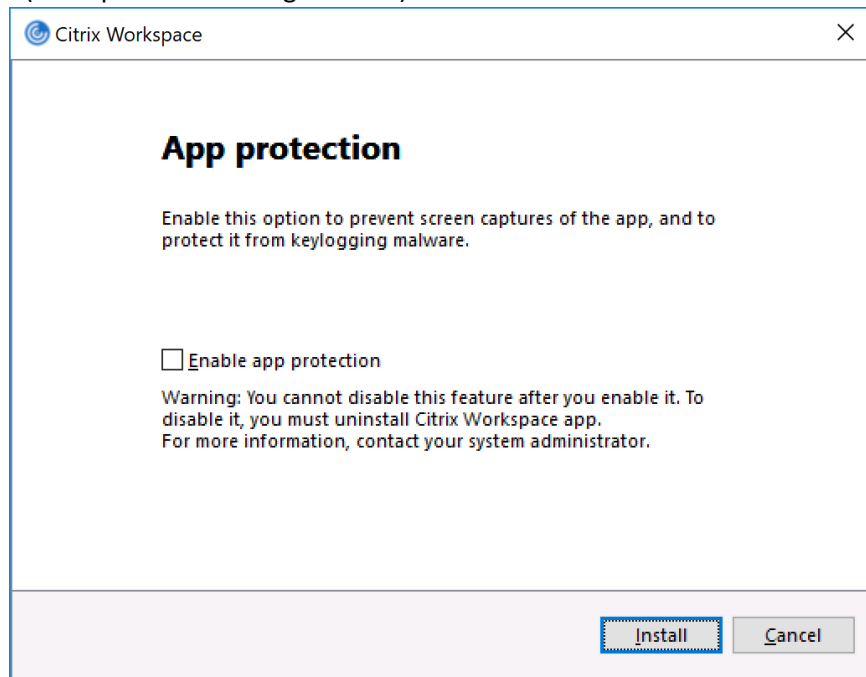 Citrix Workspace
App protection
Enable this option to prevent screen captures of the app, and to
protect it from keylogging malware.
Enable app protection
Warning: You cannot disable this feature after you enable it. To
disable it, you must uninstall Citrix Workspace app.
For more information, contact your system administrator.
Install
Cancel